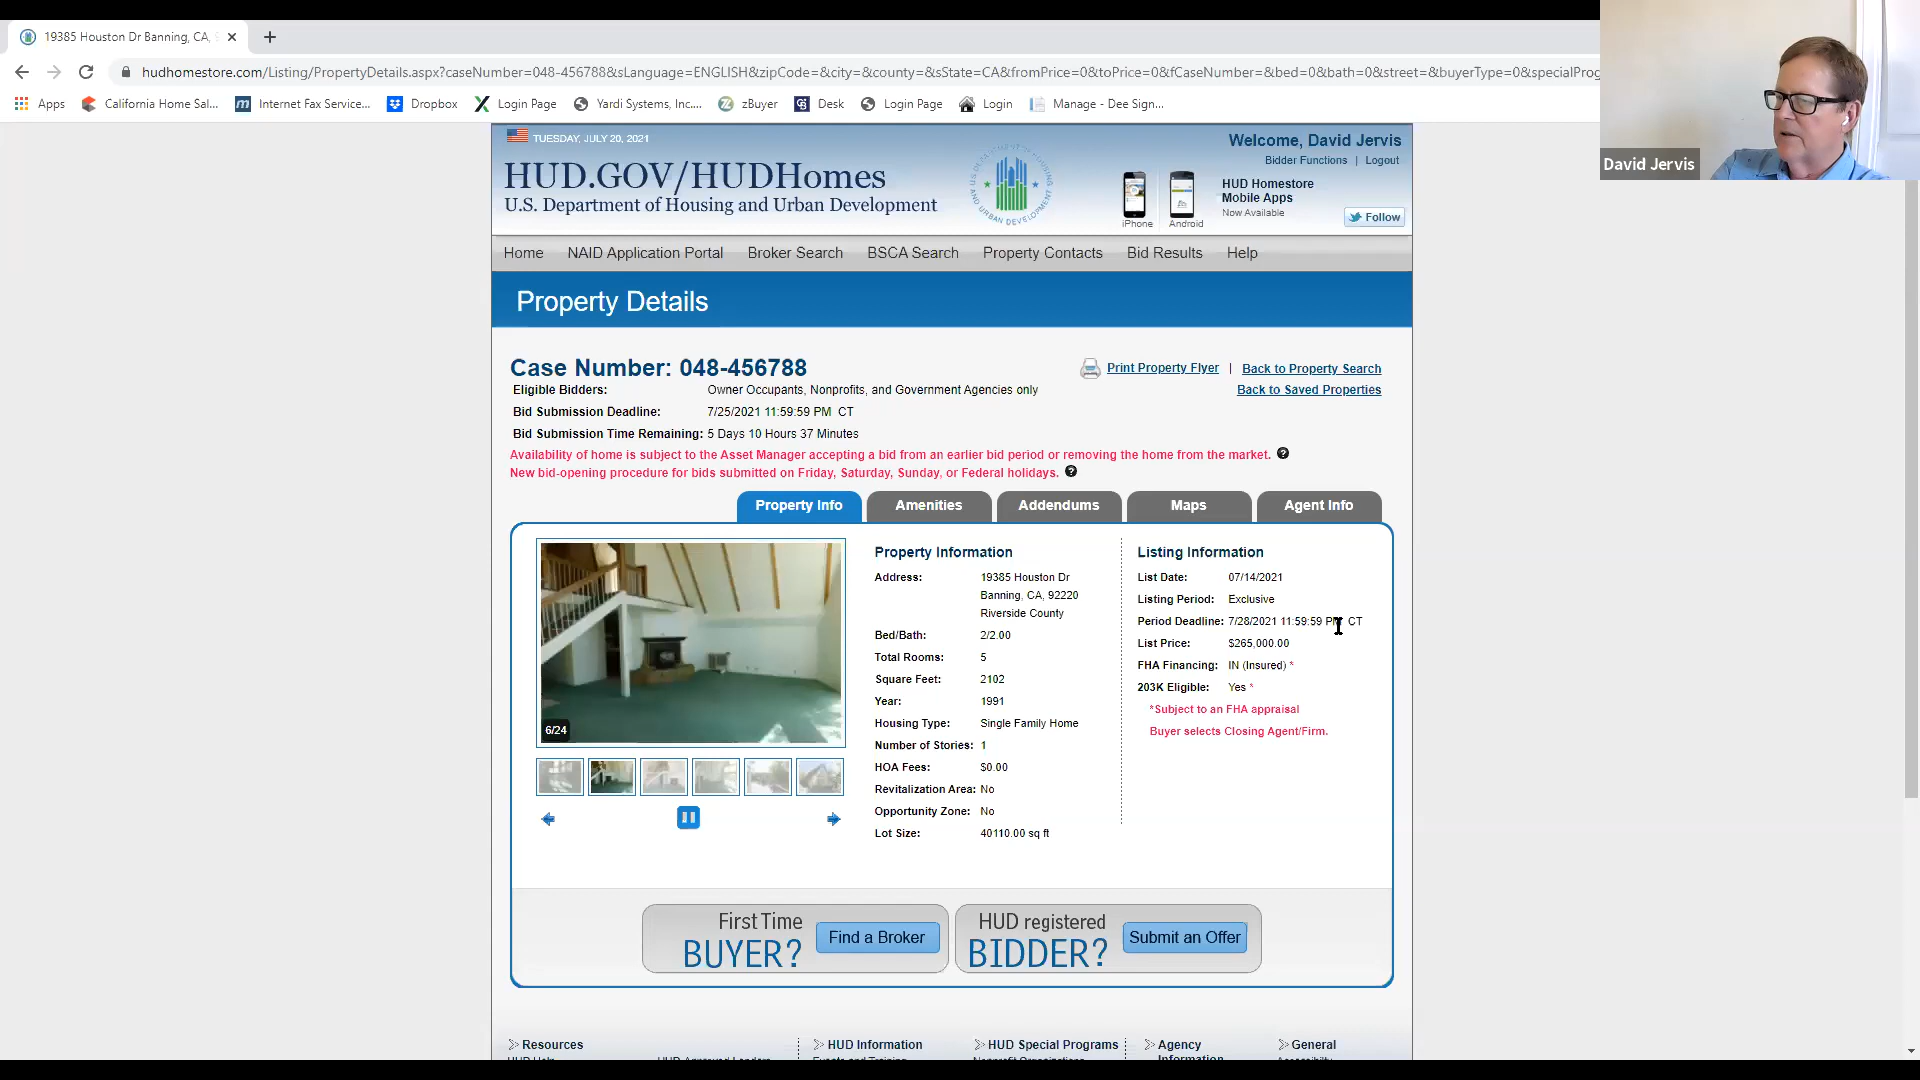 19385 Houston Dr Banning, CA,
hudhomestore.com/Listing/PropertyDetails.aspx?caseNumber=048-456788&sLanguage=ENGLISH&zipCode=&city=&county=&sState=CA&fromPrice=0&toPrice=0&fCaseNumber=&bed=0&bath=0&street=&buyerType=0&specialProg
Apps California Home Sal... Internet Fax Service... Dropbox Login Page Yardi Systems, Inc.... zBuyer Desk Login Page Login Manage - Dee Sign...
David Jervis
TUESDAY, JULY 20, 2021
Welcome, David Jervis
Bidder Functions | Logout
HUD.GOV/HUDHomes
U.S. Department of Housing and Urban Development
HUD Homestore
Mobile Apps
Now Available
iPhone Android
Follow
Home NAID Application Portal Broker Search BSCA Search Property Contacts Bid Results Help
Property Details
Case Number: 048-456788
Print Property Flyer | Back to Property Search
Eligible Bidders: Owner Occupants, Nonprofits, and Government Agencies only
Back to Saved Properties
Bid Submission Deadline: 7/25/2021 11:59:59 PM CT
Bid Submission Time Remaining: 5 Days 10 Hours 37 Minutes
Availability of home is subject to the Asset Manager accepting a bid from an earlier bid period or removing the home from the market. ?
New bid-opening procedure for bids submitted on Friday, Saturday, Sunday, or Federal holidays. ?
Property Info Amenities Addendums Maps Agent Info
6/24
Property Information
Address: 19385 Houston Dr
Banning, CA, 92220
Riverside County
Bed/Bath: 2/2.00
Total Rooms: 5
Square Feet: 2102
Year: 1991
Housing Type: Single Family Home
Number of Stories: 1
HOA Fees: $0.00
Revitalization Area: No
Opportunity Zone: No
Lot Size: 40110.00 sq ft
Listing Information
List Date: 07/14/2021
Listing Period: Exclusive
Period Deadline: 7/28/2021 11:59:59 PM CT
List Price: $265,000.00
FHA Financing: IN (Insured) *
203K Eligible: Yes *
*Subject to an FHA appraisal
Buyer selects Closing Agent/Firm.
First Time
BUYER?
Find a Broker
HUD registered
BIDDER?
Submit an Offer
Resources HUD Information HUD Special Programs Agency General
Information